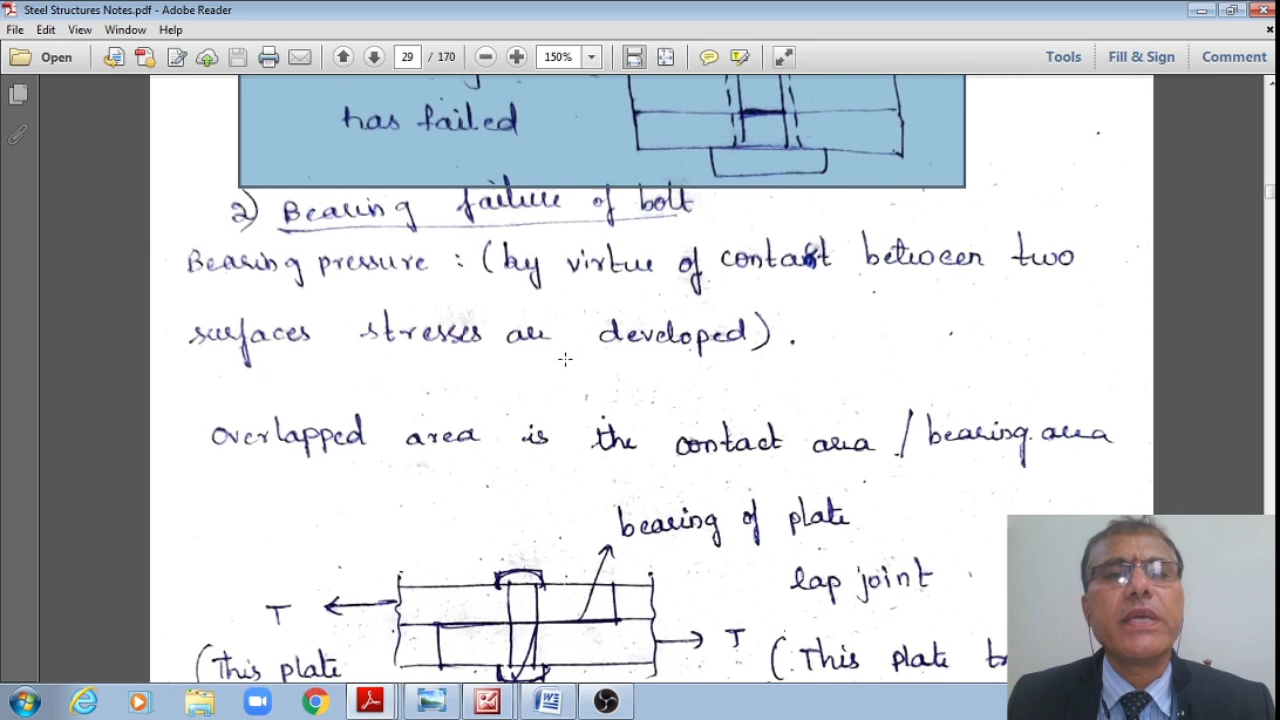 Steel Structures Notes.pdf - Adobe Reader
File Edit View Window Help
Open 29 / 170 150% Tools Fill & Sign Comment
has failed
2) Bearing failure of bolt
Bearing pressure : (by virtue of contact between two
surfaces stresses are developed).
Overlapped area is the contact area / bearing area
bearing of plate
lap joint
T
T
(This plate
(This plate